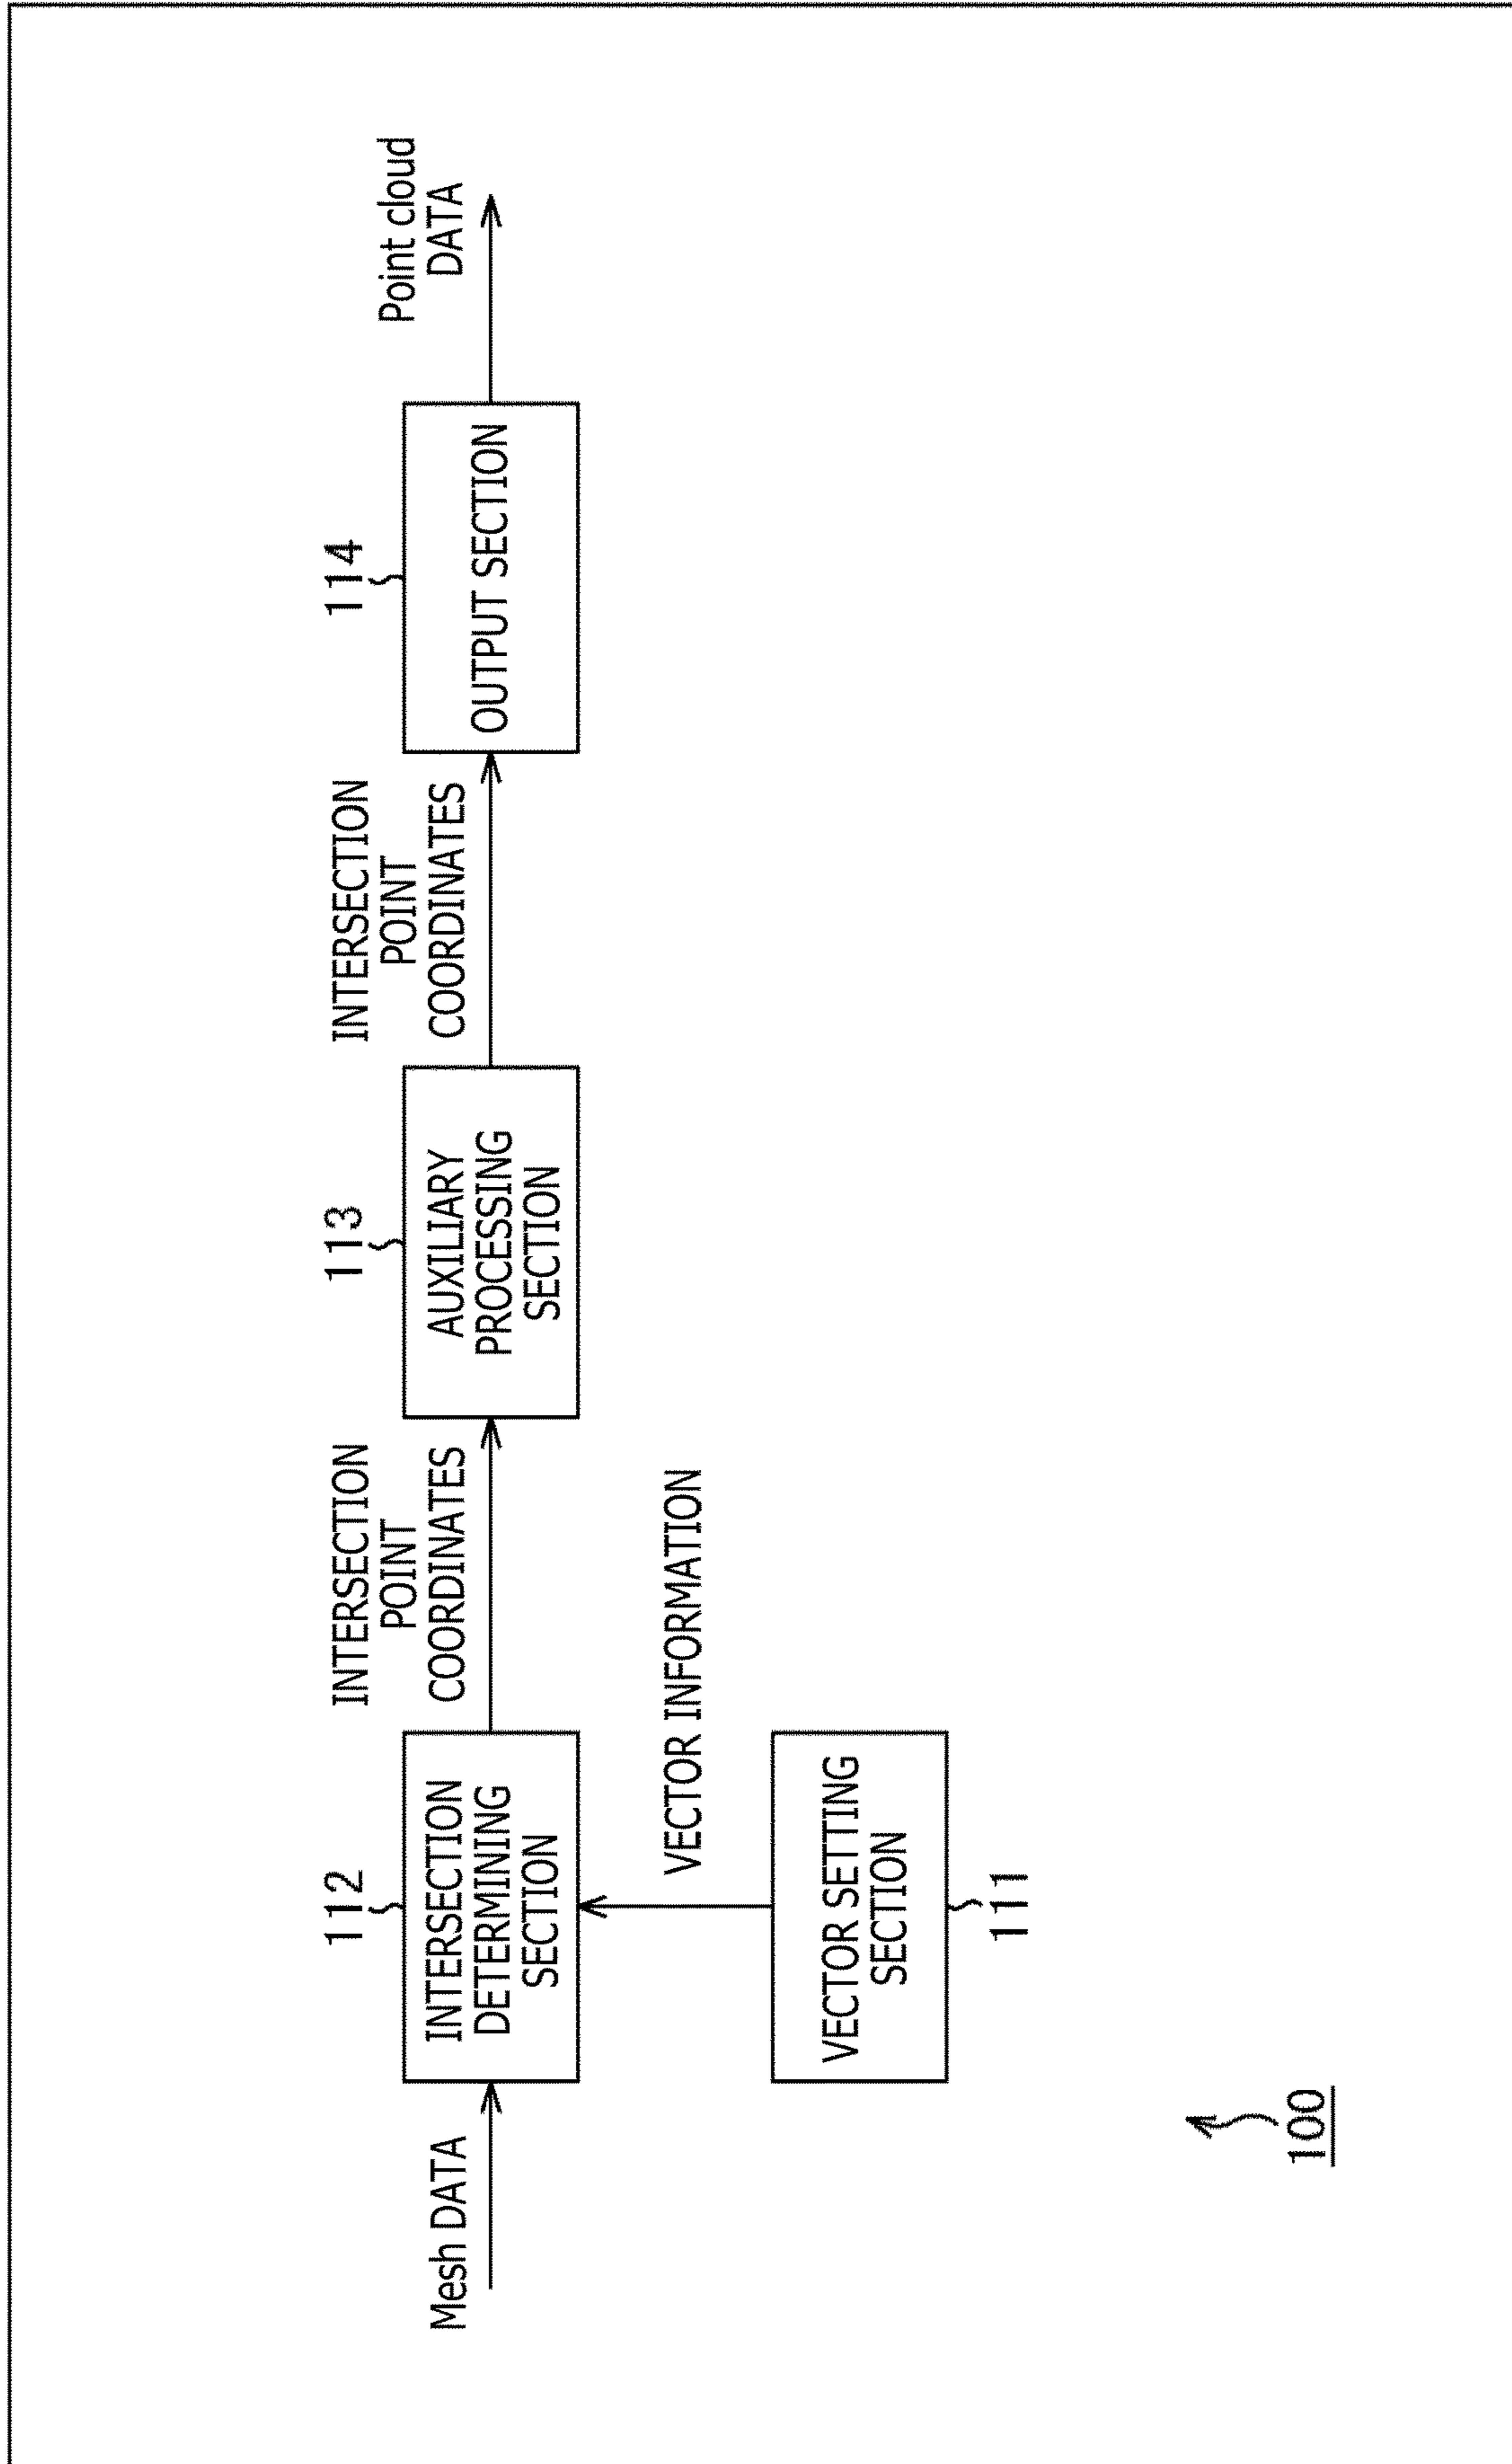 Mesh DATA
112
INTERSECTION
DETERMINING
SECTION
INTERSECTION
POINT
COORDINATES
113
AUXILIARY
PROCESSING
SECTION
INTERSECTION
POINT
COORDINATES
114
OUTPUT SECTION
Point cloud
DATA
VECTOR INFORMATION
VECTOR SETTING
SECTION
111
100